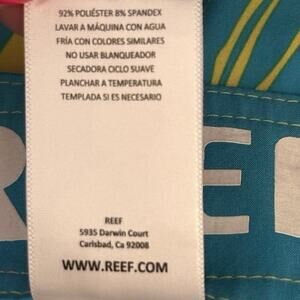 92% POLIÉSTER 8% SPANDEX
LAVAR A MÁQUINA CON AGUA
FRÍA CON COLORES SIMILARES
NO USAR BLANQUEADOR
SECADORA CICLO SUAVE
PLANCHAR A TEMPERATURA
TEMPLADA SI ES NECESARIO
REEF
5935 Darwin Court
Carlsbad, Ca 92008
WWW.REEF.COM
R E